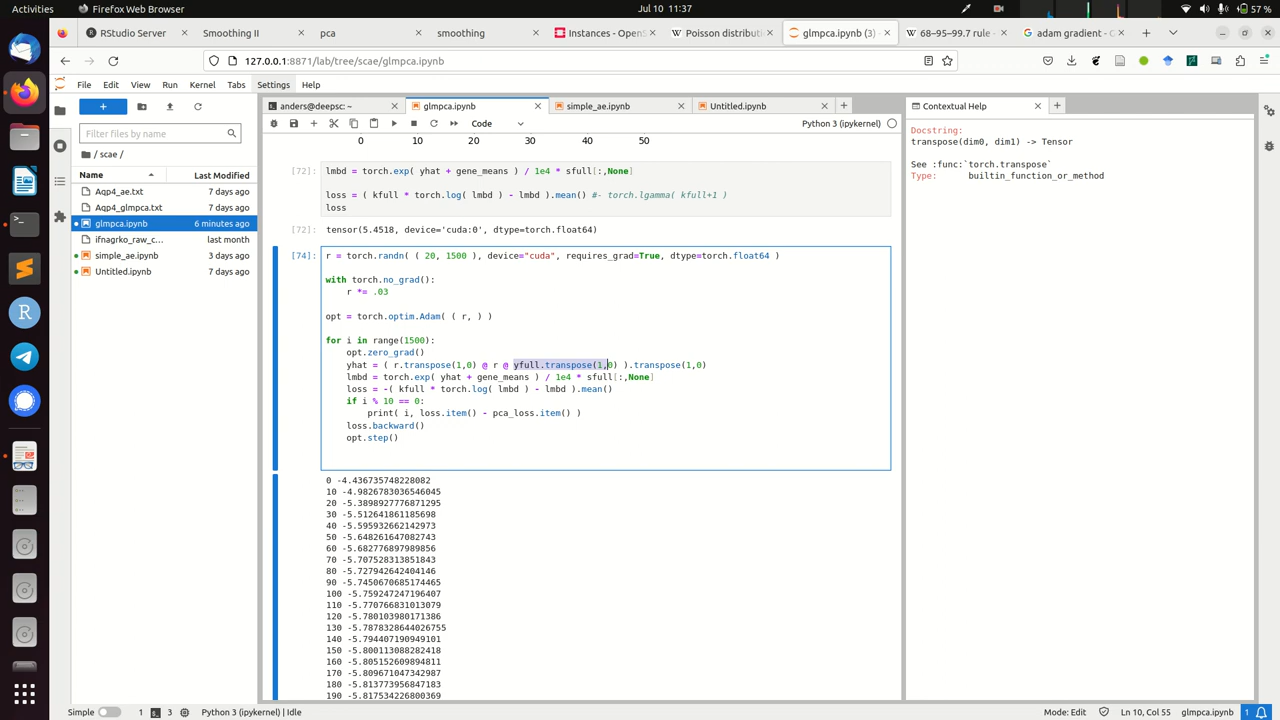 Activities
Firefox Web Browser
Jul 10 11:37
57 %
RStudio Server
Smoothing II
pca
smoothing
Instances - OpenS
Poisson distributi
glmpca.ipynb (3)
68–95–99.7 rule -
adam gradient -
127.0.0.1:8871/lab/tree/scae/glmpca.ipynb
File Edit View Run Kernel Tabs Settings Help
anders@deepsc: ~
glmpca.ipynb
simple_ae.ipynb
Untitled.ipynb
Contextual Help
Filter files by name
Code
Python 3 (ipykernel)
/ scae /
Name
Last Modified
Aqp4_ae.txt 7 days ago
Aqp4_glmpca.txt 7 days ago
glmpca.ipynb 6 minutes ago
ifnagrko_raw_c... last month
simple_ae.ipynb 3 days ago
Untitled.ipynb 7 days ago
0 10 20 30 40 50
[72]:
lmbd = torch.exp( yhat + gene_means ) / 1e4 * sfull[:,None]
loss = ( kfull * torch.log( lmbd ) - lmbd ).mean() #- torch.lgamma( kfull+1 )
loss
[72]: tensor(5.4518, device='cuda:0', dtype=torch.float64)
[74]:
r = torch.randn( ( 20, 1500 ), device="cuda", requires_grad=True, dtype=torch.float64 )
with torch.no_grad():
r *= .03
opt = torch.optim.Adam( ( r, ) )
for i in range(1500):
opt.zero_grad()
yhat = ( r.transpose(1,0) @ r @ yfull.transpose(1,0) ).transpose(1,0)
lmbd = torch.exp( yhat + gene_means ) / 1e4 * sfull[:,None]
loss = -( kfull * torch.log( lmbd ) - lmbd ).mean()
if i % 10 == 0:
print( i, loss.item() - pca_loss.item() )
loss.backward()
opt.step()
0 -4.436735748228082
10 -4.9826783036546045
20 -5.3898927776871295
30 -5.512641861185698
40 -5.595932662142973
50 -5.648261647082743
60 -5.682776897989856
70 -5.707528313851843
80 -5.727942642404146
90 -5.7450670685174465
100 -5.759247247196407
110 -5.770766831013079
120 -5.780103980171386
130 -5.7878328644026755
140 -5.794407190949101
150 -5.800113088282418
160 -5.805152609894811
170 -5.809671047342987
180 -5.813773956847183
190 -5.817534226800369
Docstring:
transpose(dim0, dim1) -> Tensor
See :func:`torch.transpose`
Type: builtin_function_or_method
Simple
1
3
Python 3 (ipykernel) | Idle
Mode: Edit
Ln 10, Col 55
glmpca.ipynb
1